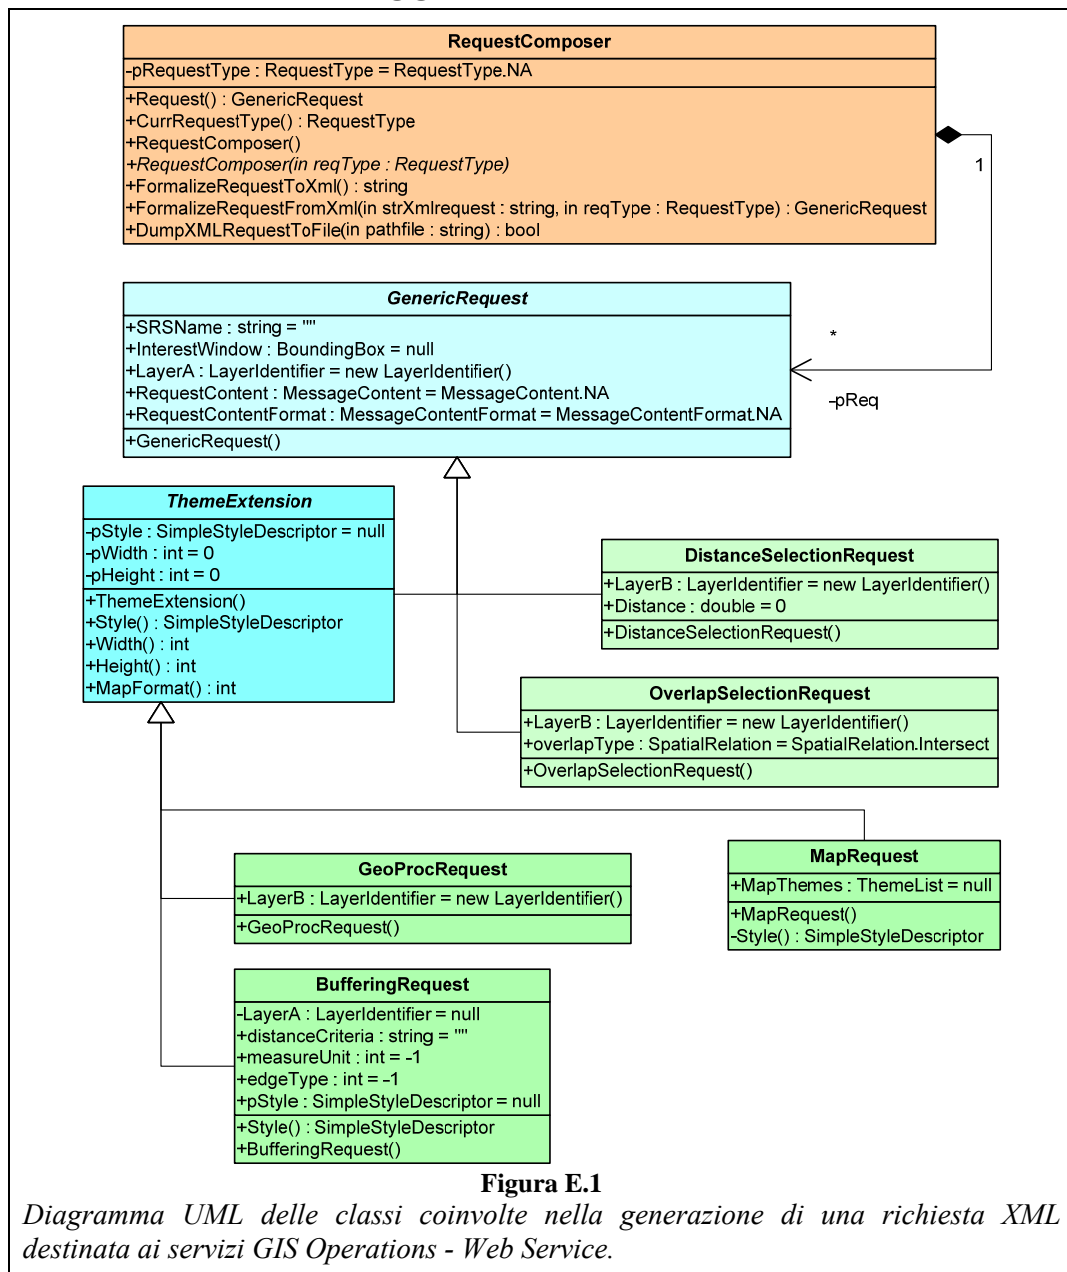 RequestComposer
-pRequestType : RequestType = RequestType.NA
+Request() : GenericRequest
+CurrRequestType() : RequestType
+RequestComposer()
+RequestComposer(in reqType : RequestType)
+FormalizeRequestToXml() : string
+FormalizeRequestFromXml(in strXmlrequest : string, in reqType : RequestType) : GenericRequest
+DumpXMLRequestToFile(in pathfile : string) : bool
1
GenericRequest
+SRSName : string = ""
+InterestWindow : BoundingBox = null
+LayerA : LayerIdentifier = new LayerIdentifier()
+RequestContent : MessageContent = MessageContent.NA
+RequestContentFormat : MessageContentFormat = MessageContentFormat.NA
+GenericRequest()
*
-pReq
ThemeExtension
-pStyle : SimpleStyleDescriptor = null
-pWidth : int = 0
-pHeight : int = 0
+ThemeExtension()
+Style() : SimpleStyleDescriptor
+Width() : int
+Height() : int
+MapFormat() : int
DistanceSelectionRequest
+LayerB : LayerIdentifier = new LayerIdentifier()
+Distance : double = 0
+DistanceSelectionRequest()
OverlapSelectionRequest
+LayerB : LayerIdentifier = new LayerIdentifier()
+overlapType : SpatialRelation = SpatialRelation.Intersect
+OverlapSelectionRequest()
GeoProcRequest
+LayerB : LayerIdentifier = new LayerIdentifier()
+GeoProcRequest()
MapRequest
+MapThemes : ThemeList = null
+MapRequest()
-Style() : SimpleStyleDescriptor
BufferingRequest
-LayerA : LayerIdentifier = null
+distanceCriteria : string = ""
+measureUnit : int = -1
+edgeType : int = -1
+pStyle : SimpleStyleDescriptor = null
+Style() : SimpleStyleDescriptor
+BufferingRequest()
Figura E.1
Diagramma UML delle classi coinvolte nella generazione di una richiesta XML
destinata ai servizi GIS Operations - Web Service.